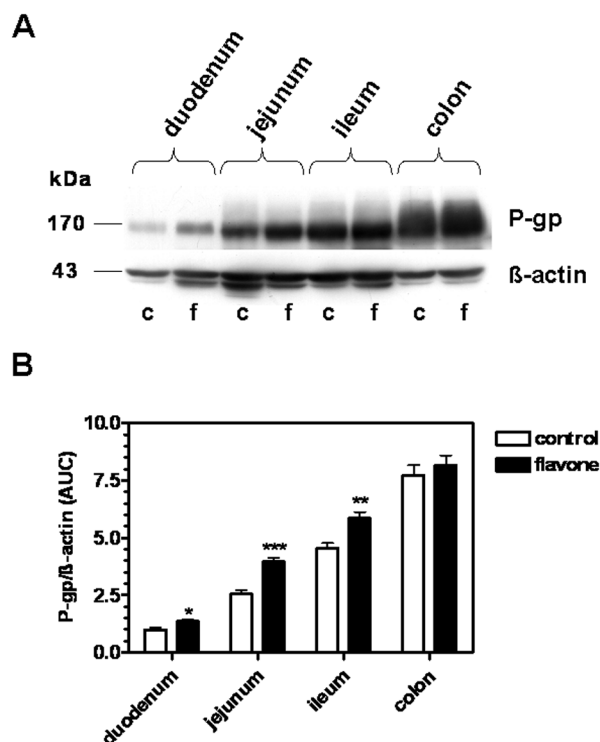 A
duodenum jejunum ileum colon
kDa
170 P-gp
43 ß-actin
c f c f c f c f
B
10.0
7.5
5.0
2.5
0.0
P-gp/ß-actin (AUC)
control
flavone
* *** **
duodenum jejunum ileum colon